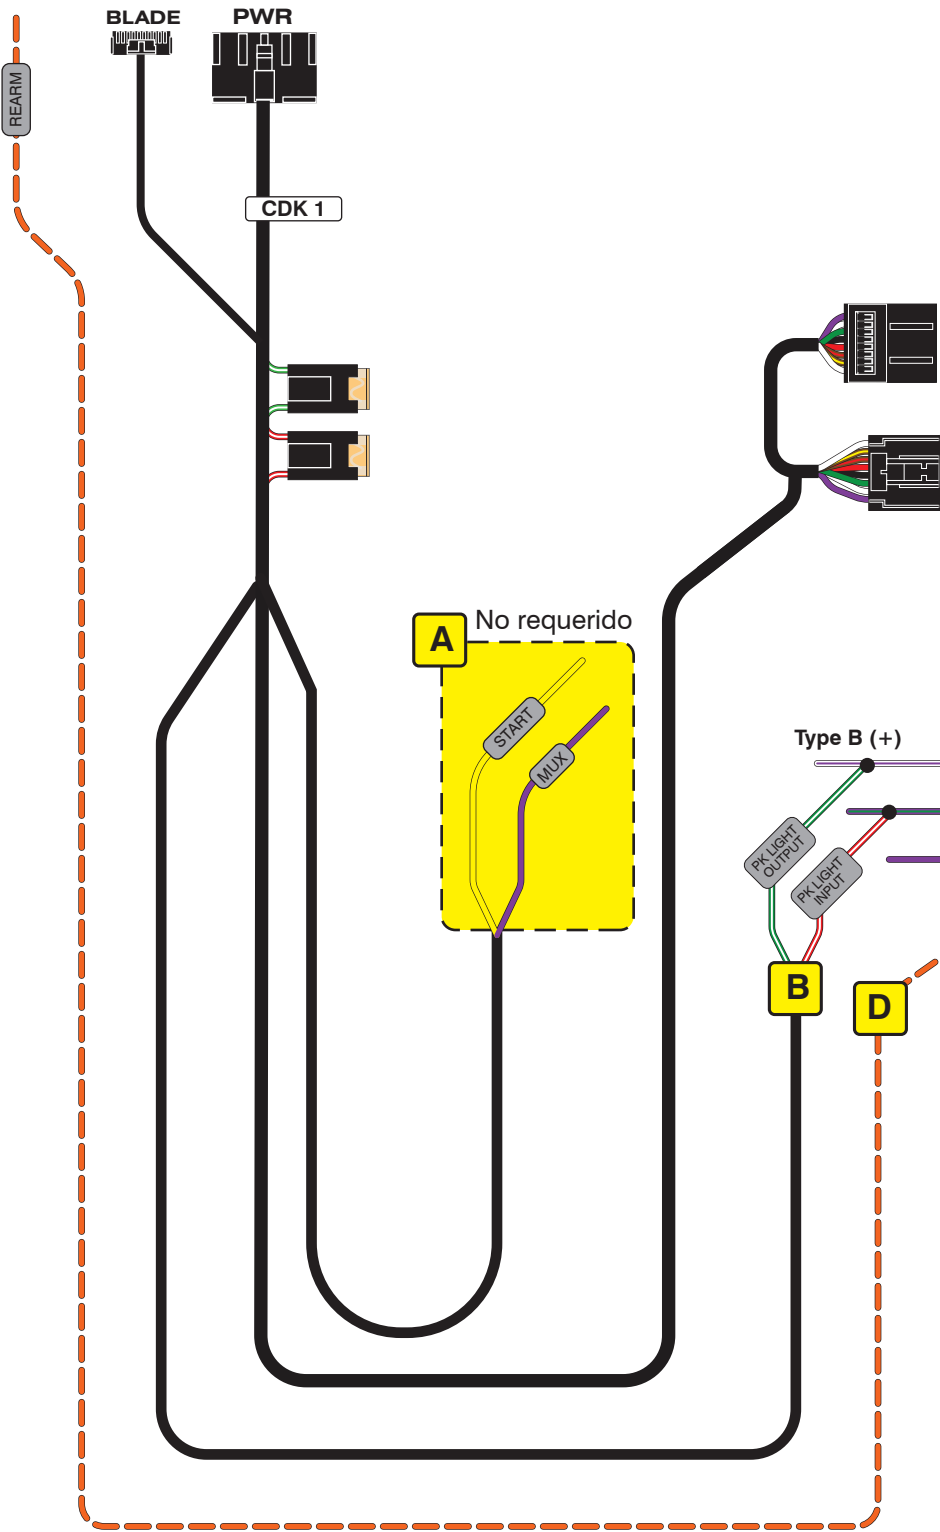 BLADE
PWR
REARM
CDK 1
A
No requerido
START
MUX
Type B (+)
PK LIGHT
OUTPUT
PK LIGHT
INPUT
B
D